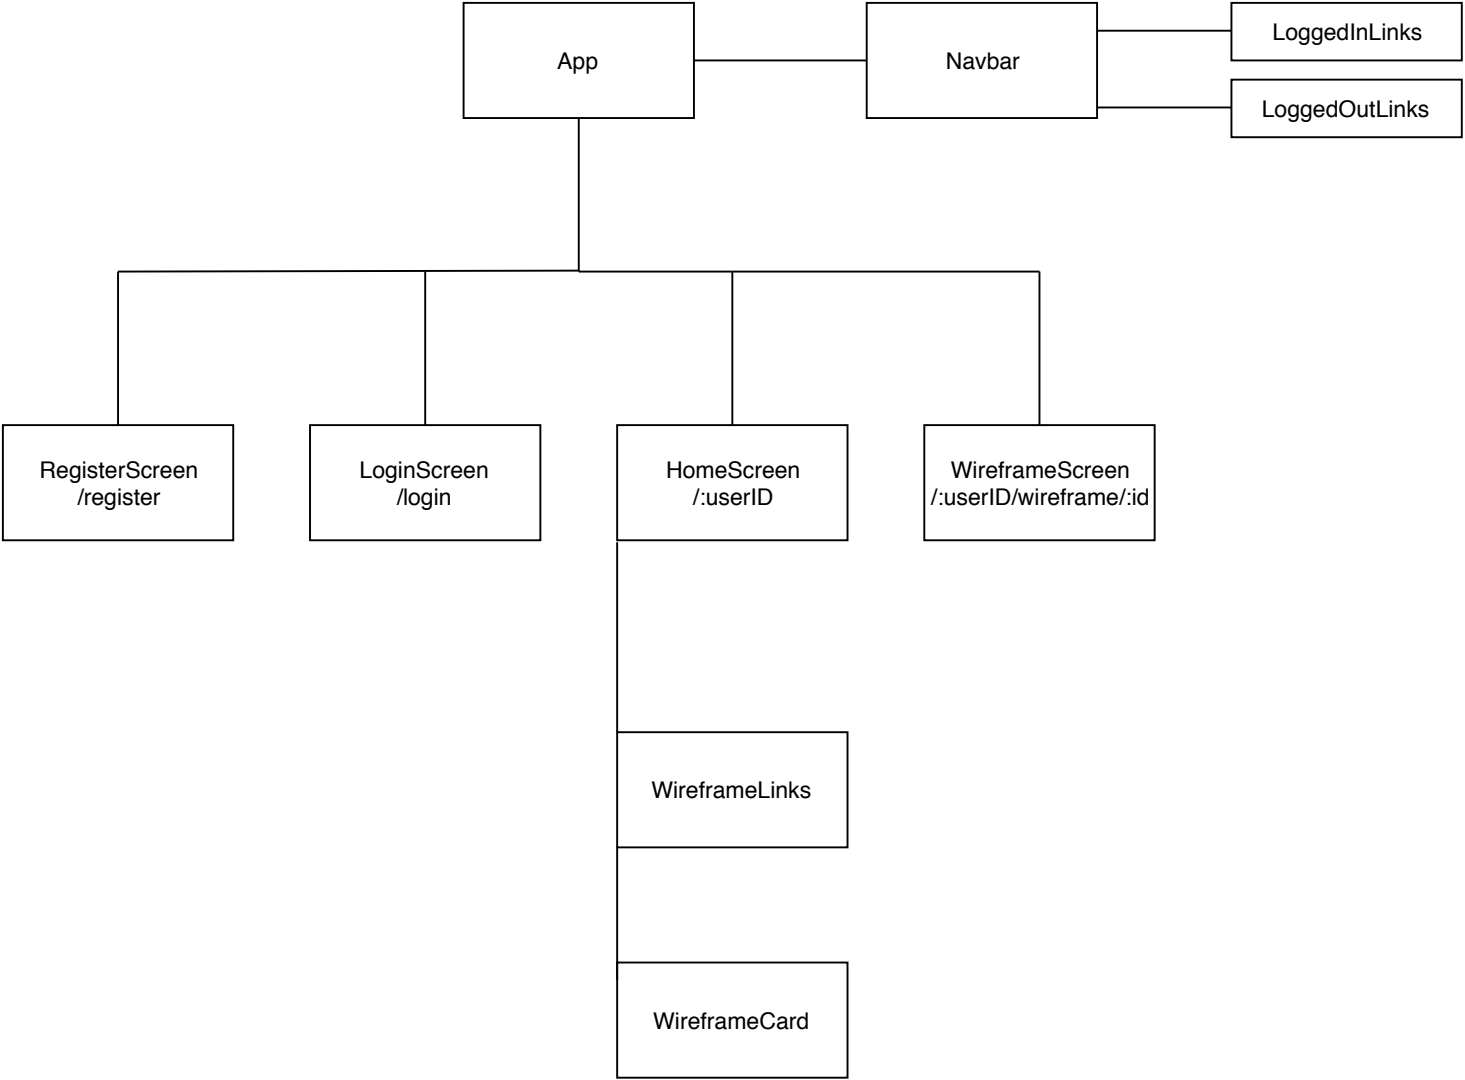 App
Navbar
LoggedInLinks
LoggedOutLinks
RegisterScreen
/register
LoginScreen
/login
HomeScreen
/:userID
WireframeScreen
/:userID/wireframe/:id
WireframeLinks
WireframeCard